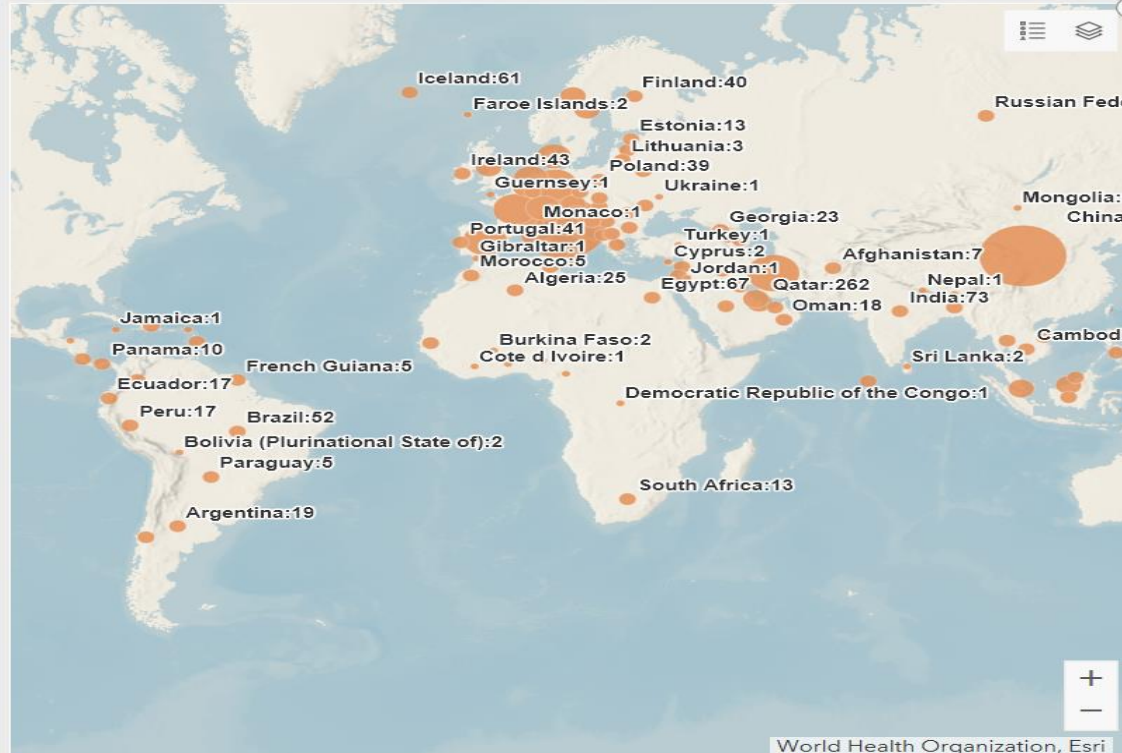 Iceland:61
Finland:40
Faroe Islands:2
Russian Fed
Estonia:13
Lithuania:3
Ireland:43
Poland:39
Guernsey:1
Ukraine:1
Mongolia:
Monaco:1
Georgia:23
China
Portugal:41
Turkey:1
Gibraltar:1
Cyprus:2
Afghanistan:7
Morocco:5
Jordan:1
Algeria:25
Egypt:67
Qatar:262
Nepal:1
Oman:18
India:73
Jamaica:1
Burkina Faso:2
Cambod
Panama:10
Cote d Ivoire:1
Sri Lanka:2
French Guiana:5
Ecuador:17
Democratic Republic of the Congo:1
Peru:17
Brazil:52
Bolivia (Plurinational State of):2
Paraguay:5
South Africa:13
Argentina:19
World Health Organization, Esri